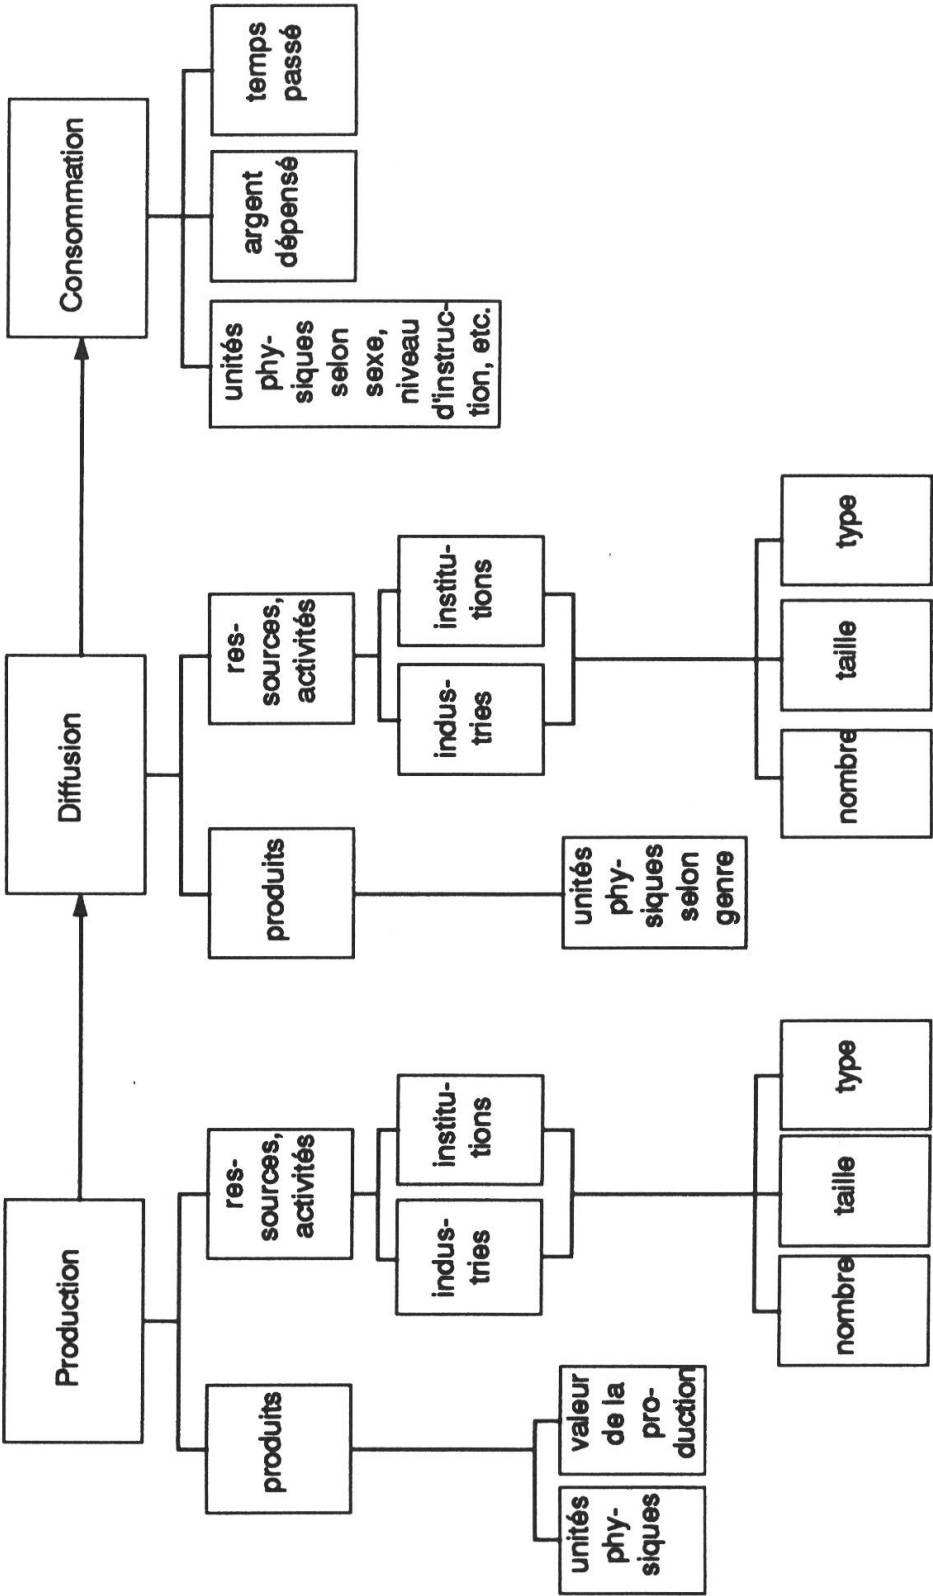 Production
Diffusion
Consommation
produits
res-
sources,
activités
produits
res-
sources,
activités
unités
phy-
siques
selon
sexe,
niveau
d'instruc-
tion, etc.
argent
dépensé
temps
passé
indus-
tries
institu-
tions
indus-
tries
institu-
tions
unités
phy-
siques
valeur
de la
pro-
duction
unités
phy-
siques
selon
genre
nombre
taille
type
nombre
taille
type